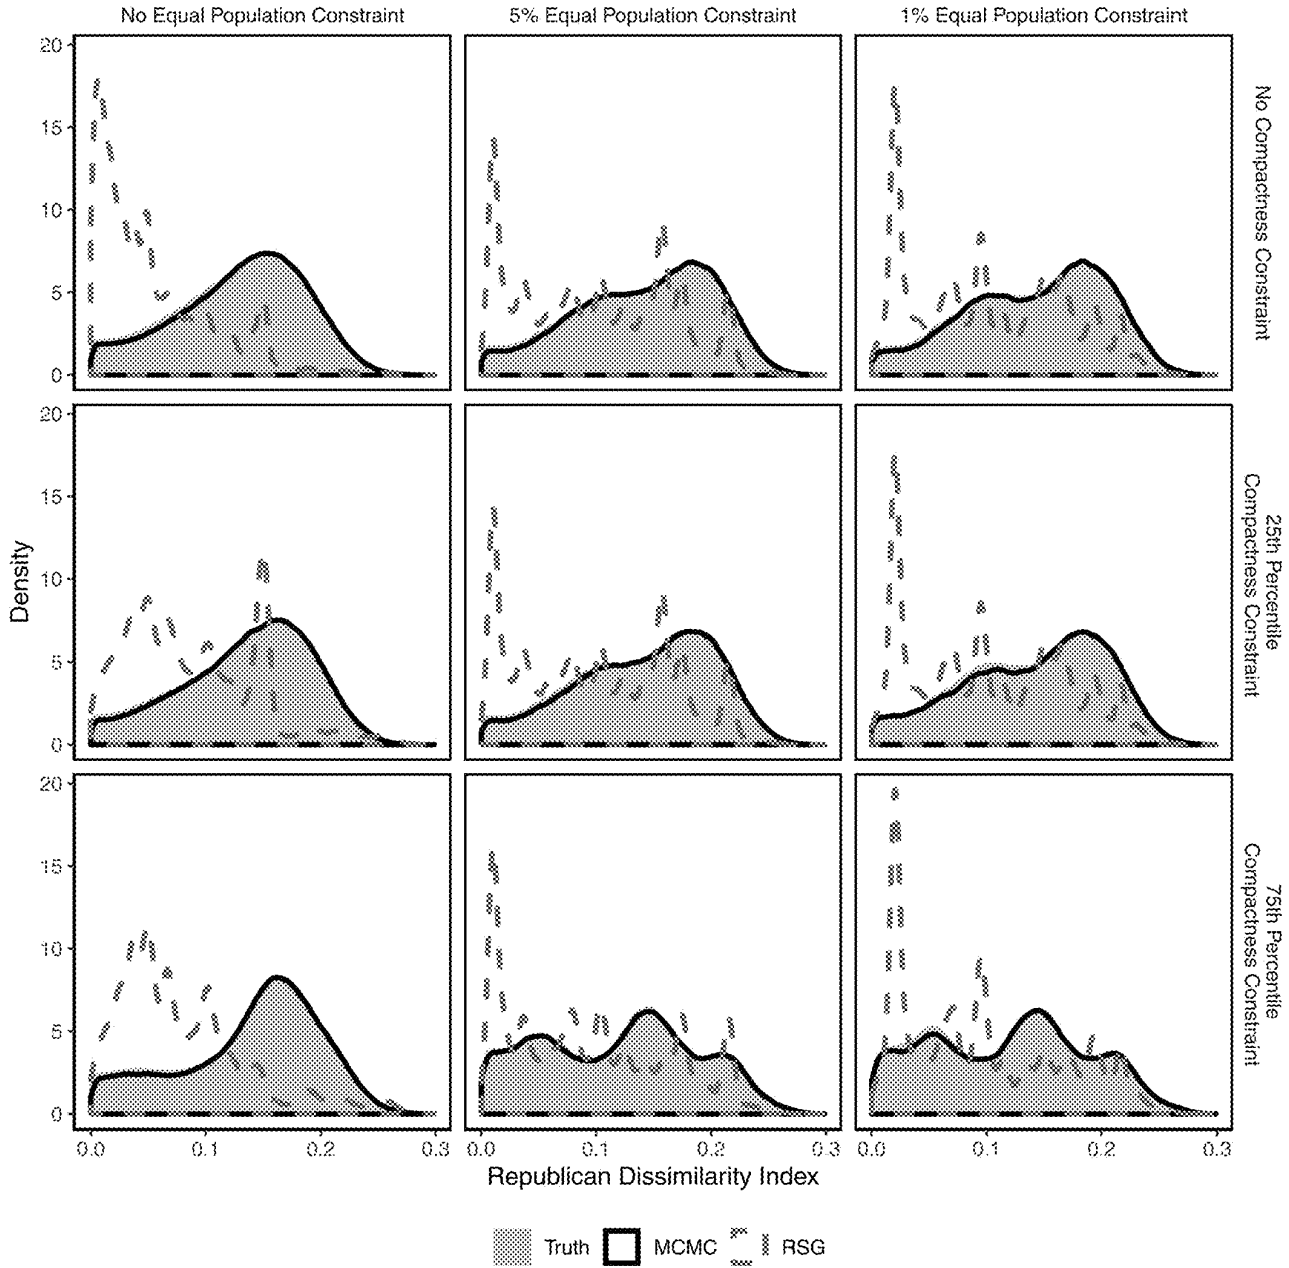 No Equal Population Constraint
5% Equal Population Constraint
1% Equal Population Constraint
20
15
10
5
0
No Compactness Constraint
20
15
10
5
0
25th Percentile
Compactness Constraint
Density
20
15
10
5
0
75th Percentile
Compactness Constraint
0.0 0.1 0.2 0.3
0.0 0.1 0.2 0.3
0.0 0.1 0.2 0.3
Republican Dissimilarity Index
Truth MCMC RSG